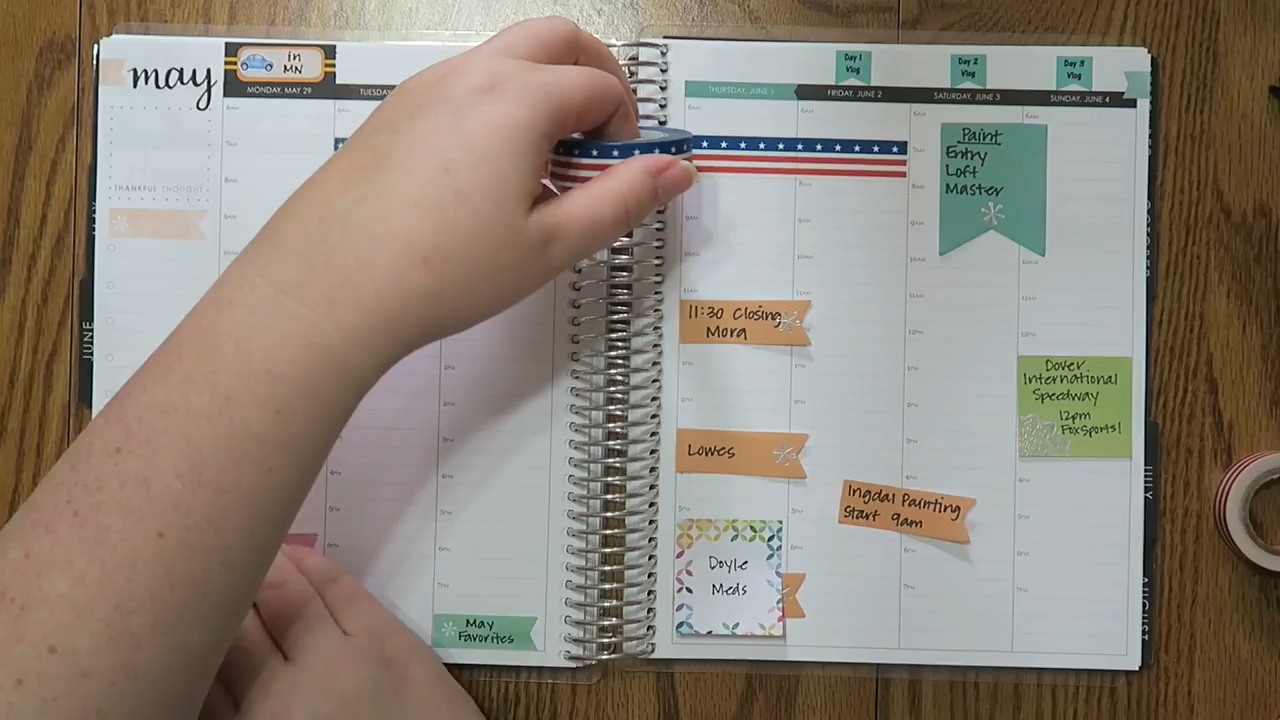 may
in
MN
MONDAY, MAY 29
TUESDAY
THANKFUL THOUGHT
JUNE
May
Favorites
Day 1
Vlog
Day 2
Vlog
Day 3
Vlog
THURSDAY, JUNE 1
FRIDAY, JUNE 2
SATURDAY, JUNE 3
SUNDAY, JUNE 4
Paint
Entry
Loft
Master
11:30 Closing
Mora
Dover
International
Speedway
12pm
FoxSports1
Lowes
Ingdal Painting
Start 9am
Doyle
Meds
JULY
AUGUST